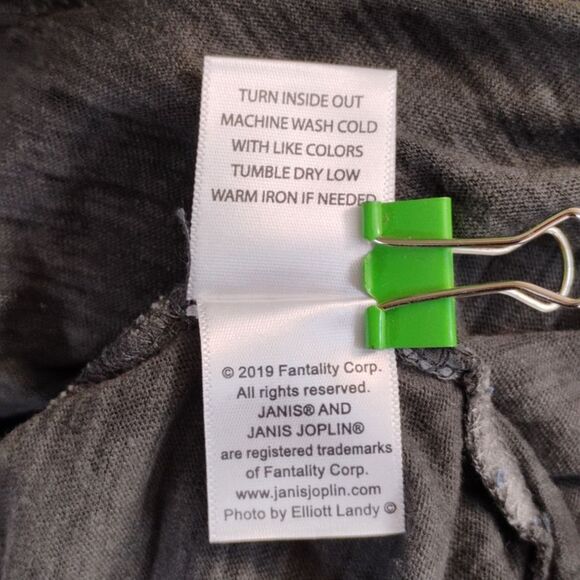 TURN INSIDE OUT
MACHINE WASH COLD
WITH LIKE COLORS
TUMBLE DRY LOW
WARM IRON IF NEEDED
© 2019 Fantality Corp.
All rights reserved.
JANIS® AND
JANIS JOPLIN®
are registered trademarks
of Fantality Corp.
www.janisjoplin.com
Photo by Elliott Landy ©